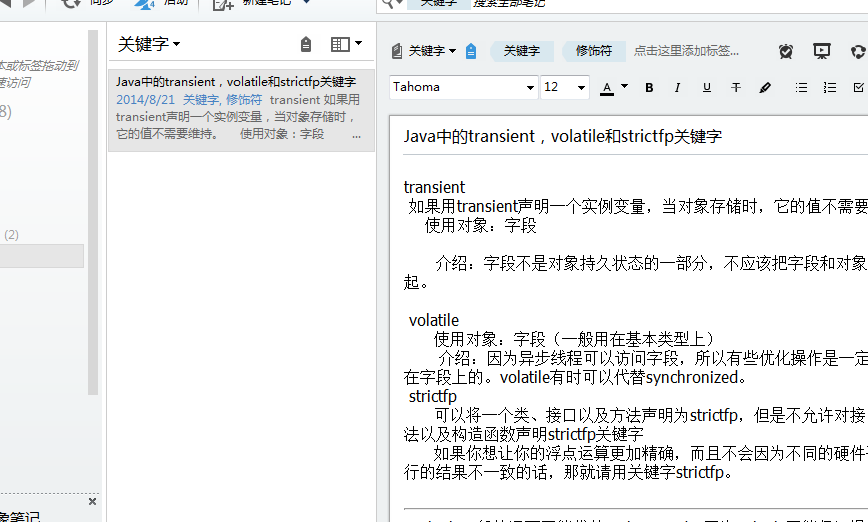 同步
活动
新建笔记
关键字
搜索全部笔记
本或标签拖动到
速访问
8)
(2)
象笔记
关键字
Java中的transient，volatile和strictfp关键字
2014/8/21 关键字, 修饰符 transient 如果用
transient声明一个实例变量，当对象存储时，
它的值不需要维持。 使用对象：字段 ...
关键字
关键字
修饰符
点击这里添加标签...
Tahoma
12
A
B
I
U
T
Java中的transient，volatile和strictfp关键字
transient
如果用transient声明一个实例变量，当对象存储时，它的值不需要
使用对象：字段
介绍：字段不是对象持久状态的一部分，不应该把字段和对象
起。
volatile
使用对象：字段（一般用在基本类型上）
介绍：因为异步线程可以访问字段，所以有些优化操作是一定
在字段上的。volatile有时可以代替synchronized。
strictfp
可以将一个类、接口以及方法声明为strictfp，但是不允许对接
法以及构造函数声明strictfp关键字
如果你想让你的浮点运算更加精确，而且不会因为不同的硬件
行的结果不一致的话，那就请用关键字strictfp。